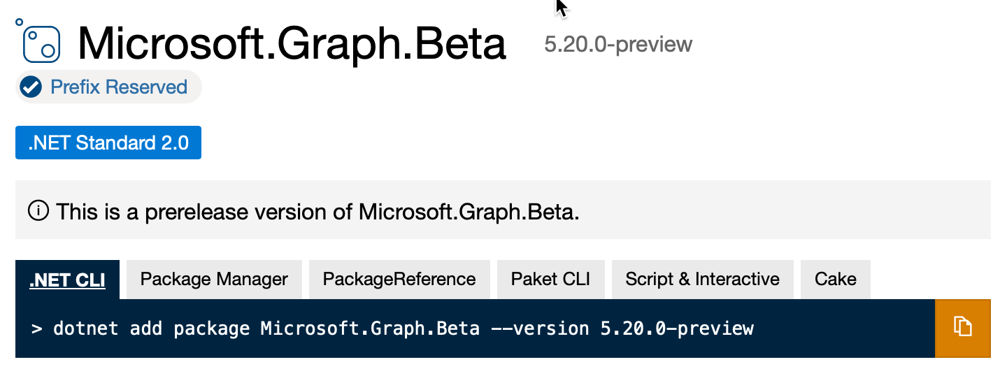 Microsoft.Graph.Beta 5.20.0-preview
Prefix Reserved
.NET Standard 2.0
This is a prerelease version of Microsoft.Graph.Beta.
.NET CLI Package Manager PackageReference Paket CLI Script & Interactive Cake
> dotnet add package Microsoft.Graph.Beta --version 5.20.0-preview